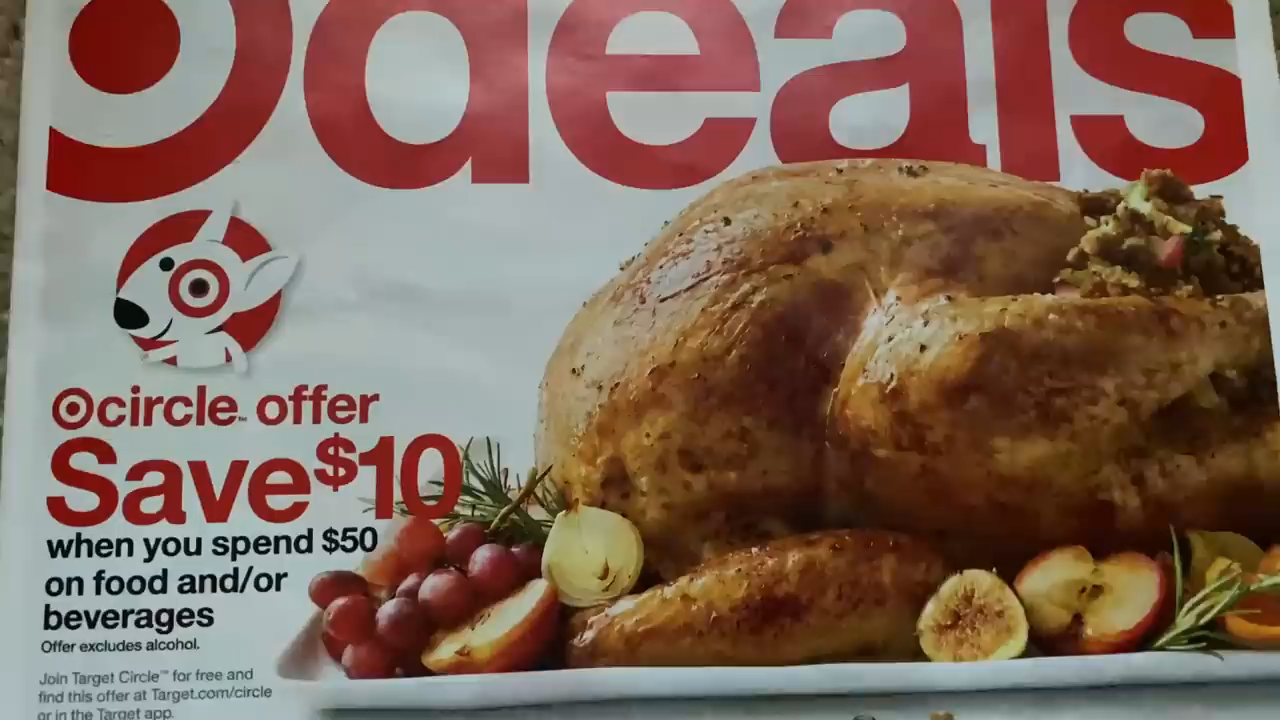 deals
circle™ offer
Save $10
when you spend $50
on food and/or
beverages
Offer excludes alcohol.
Join Target Circle™ for free and
find this offer at Target.com/circle
or in the Target app.